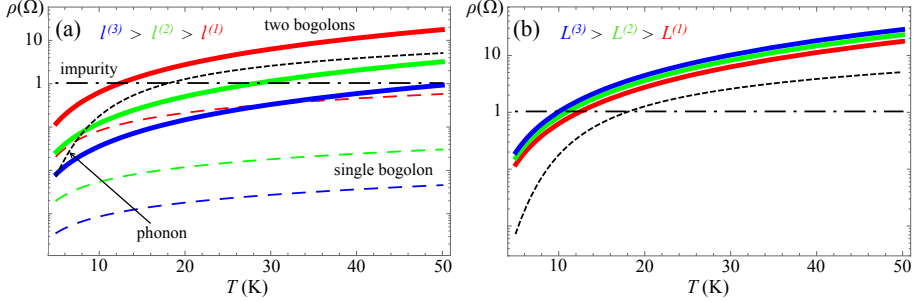 ρ(Ω)
(a) l⁽³⁾ > l⁽²⁾ > l⁽¹⁾ two bogolons
10
impurity
1
single bogolon
phonon
10 20 30 40 50
T (K)
ρ(Ω)
(b) L⁽³⁾ > L⁽²⁾ > L⁽¹⁾
10
1
10 20 30 40 50
T (K)